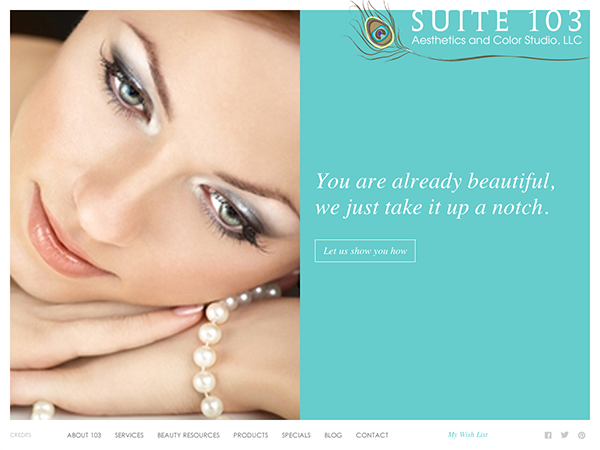 SUITE 103
Aesthetics and Color Studio, LLC
You are already beautiful,
we just take it up a notch.
Let us show you how
CREDITS ABOUT 103 SERVICES BEAUTY RESOURCES PRODUCTS SPECIALS BLOG CONTACT My Wish List